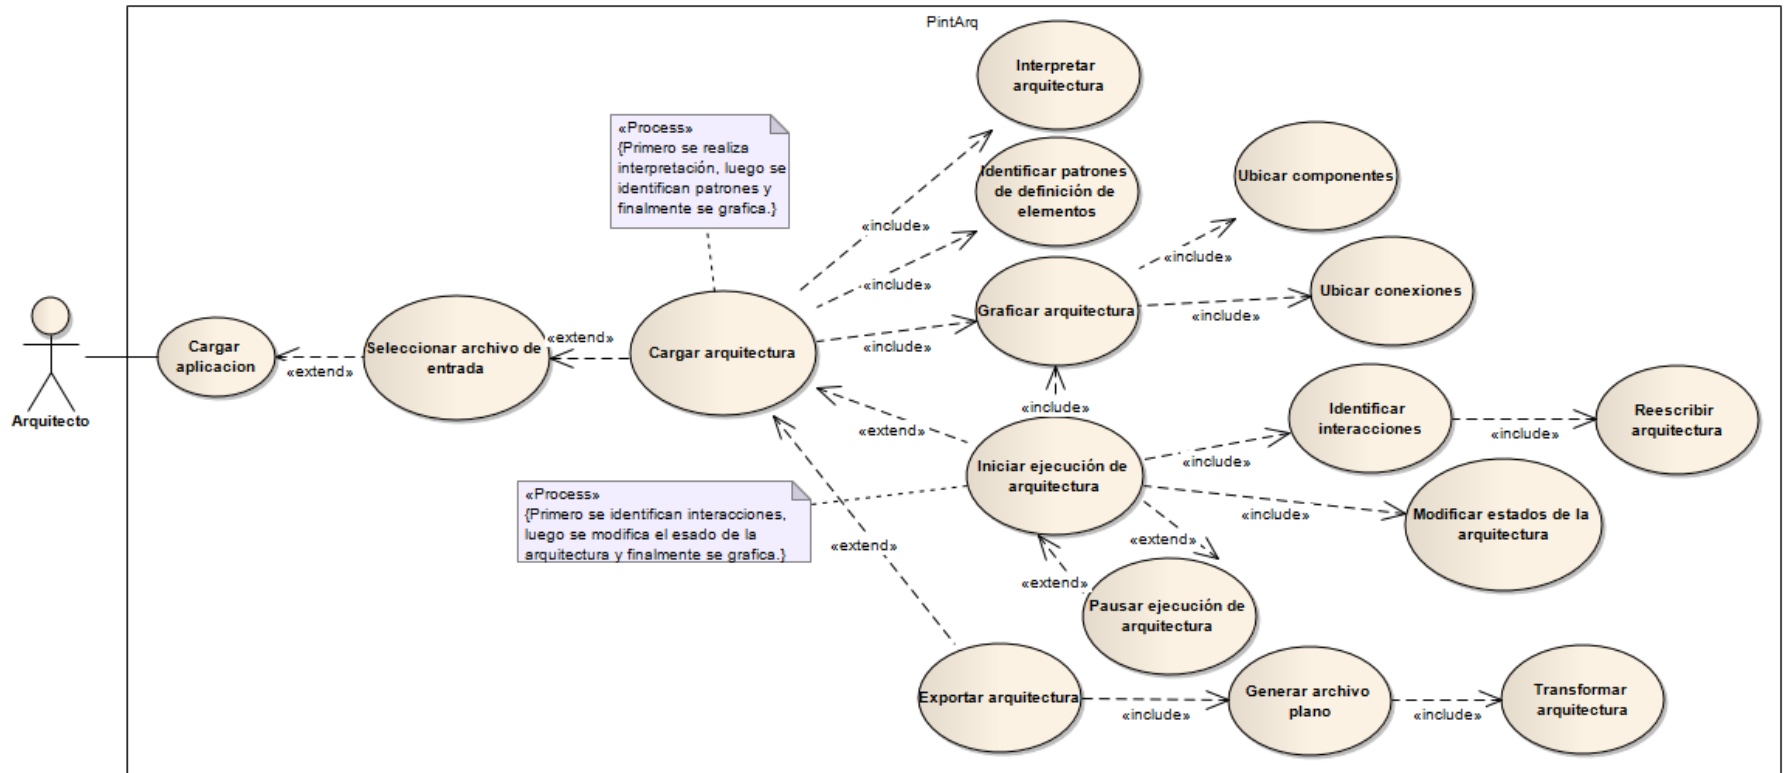 PintArq
Interpretar
arquitectura
«Process»
{Primero se realiza
interpretación, luego se
identifican patrones y
finalmente se grafica.}
Identificar patrones
de definición de
elementos
Ubicar componentes
«include»
«include»
«include»
Graficar arquitectura
Ubicar conexiones
«include»
«include»
Arquitecto
Cargar
aplicacion
«extend»
Seleccionar archivo de
entrada
«extend»
Cargar arquitectura
«include»
«extend»
Identificar
interacciones
«include»
Reescribir
arquitectura
Iniciar ejecución de
arquitectura
«include»
«include»
Modificar estados de la
arquitectura
«Process»
{Primero se identifican interacciones,
luego se modifica el esado de la
arquitectura y finalmente se grafica.}
«extend»
«extend»
«extend»
Pausar ejecución de
arquitectura
Exportar arquitectura
«include»
Generar archivo
plano
«include»
Transformar
arquitectura